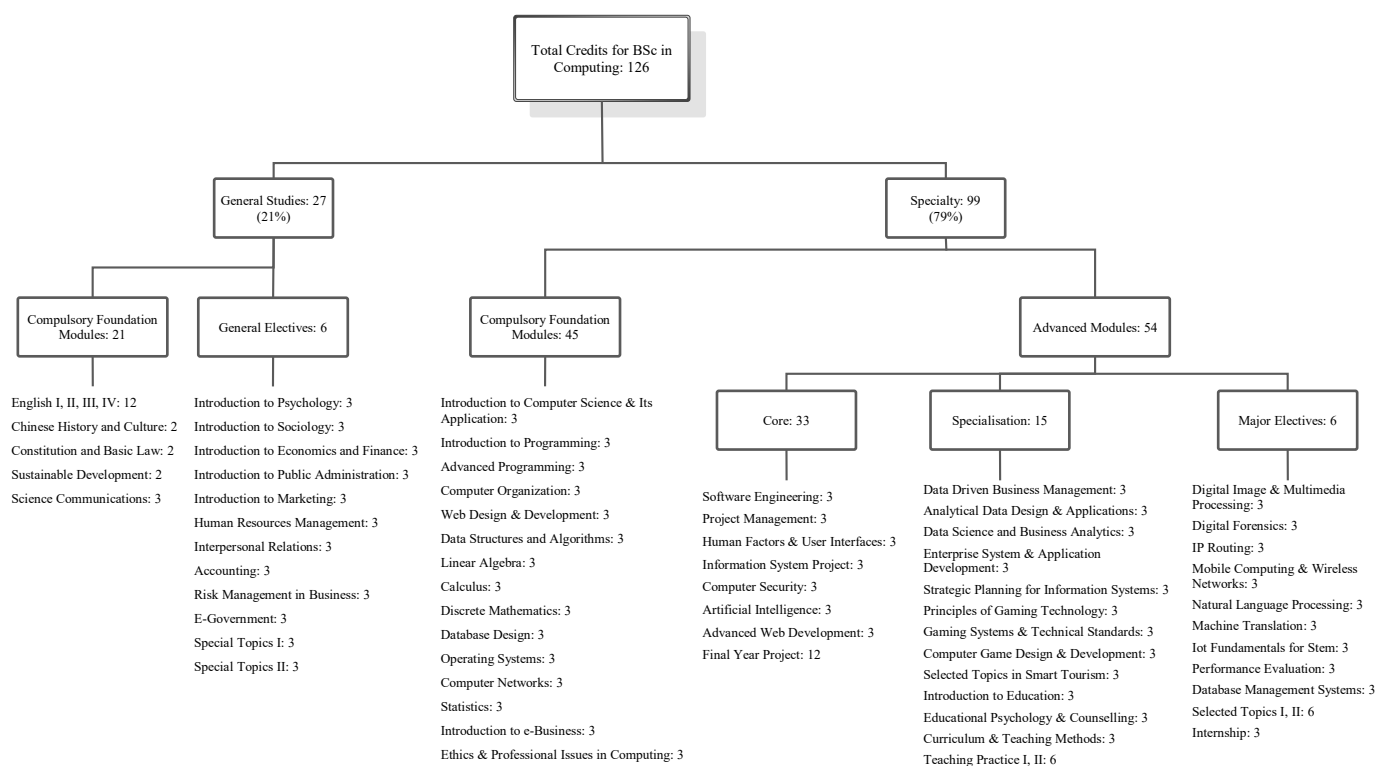 Total Credits for BSc in
Computing: 126
General Studies: 27
(21%)
Specialty: 99
(79%)
Compulsory Foundation
Modules: 21
General Electives: 6
Compulsory Foundation
Modules: 45
Advanced Modules: 54
Core: 33
Specialisation: 15
Major Electives: 6
English I, II, III, IV: 12
Chinese History and Culture: 2
Constitution and Basic Law: 2
Sustainable Development: 2
Science Communications: 3
Introduction to Psychology: 3
Introduction to Sociology: 3
Introduction to Economics and Finance: 3
Introduction to Public Administration: 3
Introduction to Marketing: 3
Human Resources Management: 3
Interpersonal Relations: 3
Accounting: 3
Risk Management in Business: 3
E-Government: 3
Special Topics I: 3
Special Topics II: 3
Introduction to Computer Science & Its
Application: 3
Introduction to Programming: 3
Advanced Programming: 3
Computer Organization: 3
Web Design & Development: 3
Data Structures and Algorithms: 3
Linear Algebra: 3
Calculus: 3
Discrete Mathematics: 3
Database Design: 3
Operating Systems: 3
Computer Networks: 3
Statistics: 3
Introduction to e-Business: 3
Ethics & Professional Issues in Computing: 3
Software Engineering: 3
Project Management: 3
Human Factors & User Interfaces: 3
Information System Project: 3
Computer Security: 3
Artificial Intelligence: 3
Advanced Web Development: 3
Final Year Project: 12
Data Driven Business Management: 3
Analytical Data Design & Applications: 3
Data Science and Business Analytics: 3
Enterprise System & Application
Development: 3
Strategic Planning for Information Systems: 3
Principles of Gaming Technology: 3
Gaming Systems & Technical Standards: 3
Computer Game Design & Development: 3
Selected Topics in Smart Tourism: 3
Introduction to Education: 3
Educational Psychology & Counselling: 3
Curriculum & Teaching Methods: 3
Teaching Practice I, II: 6
Digital Image & Multimedia
Processing: 3
Digital Forensics: 3
IP Routing: 3
Mobile Computing & Wireless
Networks: 3
Natural Language Processing: 3
Machine Translation: 3
Iot Fundamentals for Stem: 3
Performance Evaluation: 3
Database Management Systems: 3
Selected Topics I, II: 6
Internship: 3